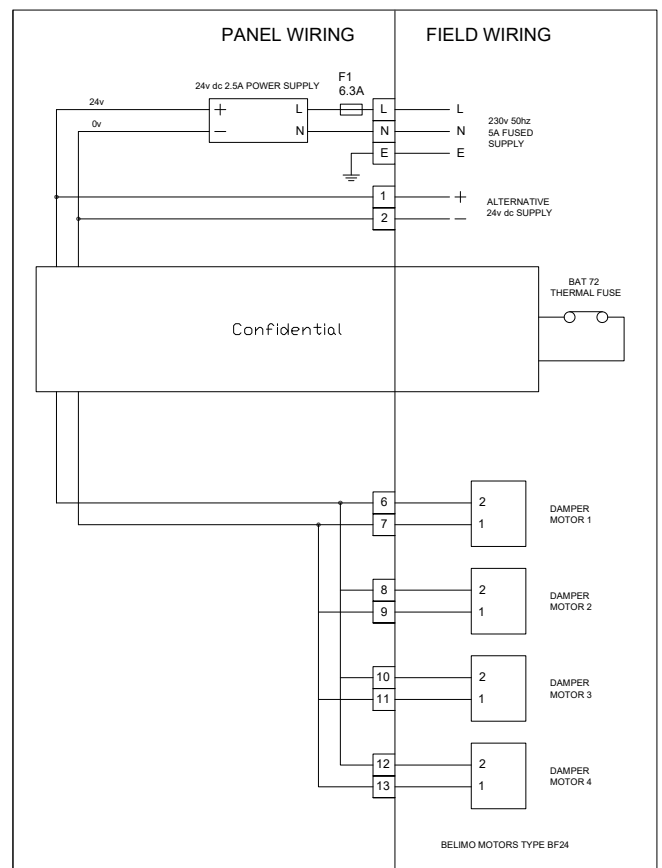 PANEL WIRING
FIELD WIRING
24v dc 2.5A POWER SUPPLY
F1
6.3A
24v
0v
+
−
L
N
L
N
E
L
N
E
230v 50hz
5A FUSED
SUPPLY
1
2
+
−
ALTERNATIVE
24v dc SUPPLY
BAT 72
THERMAL FUSE
Confidential
6
7
2
1
DAMPER
MOTOR 1
8
9
2
1
DAMPER
MOTOR 2
10
11
2
1
DAMPER
MOTOR 3
12
13
2
1
DAMPER
MOTOR 4
BELIMO MOTORS TYPE BF24